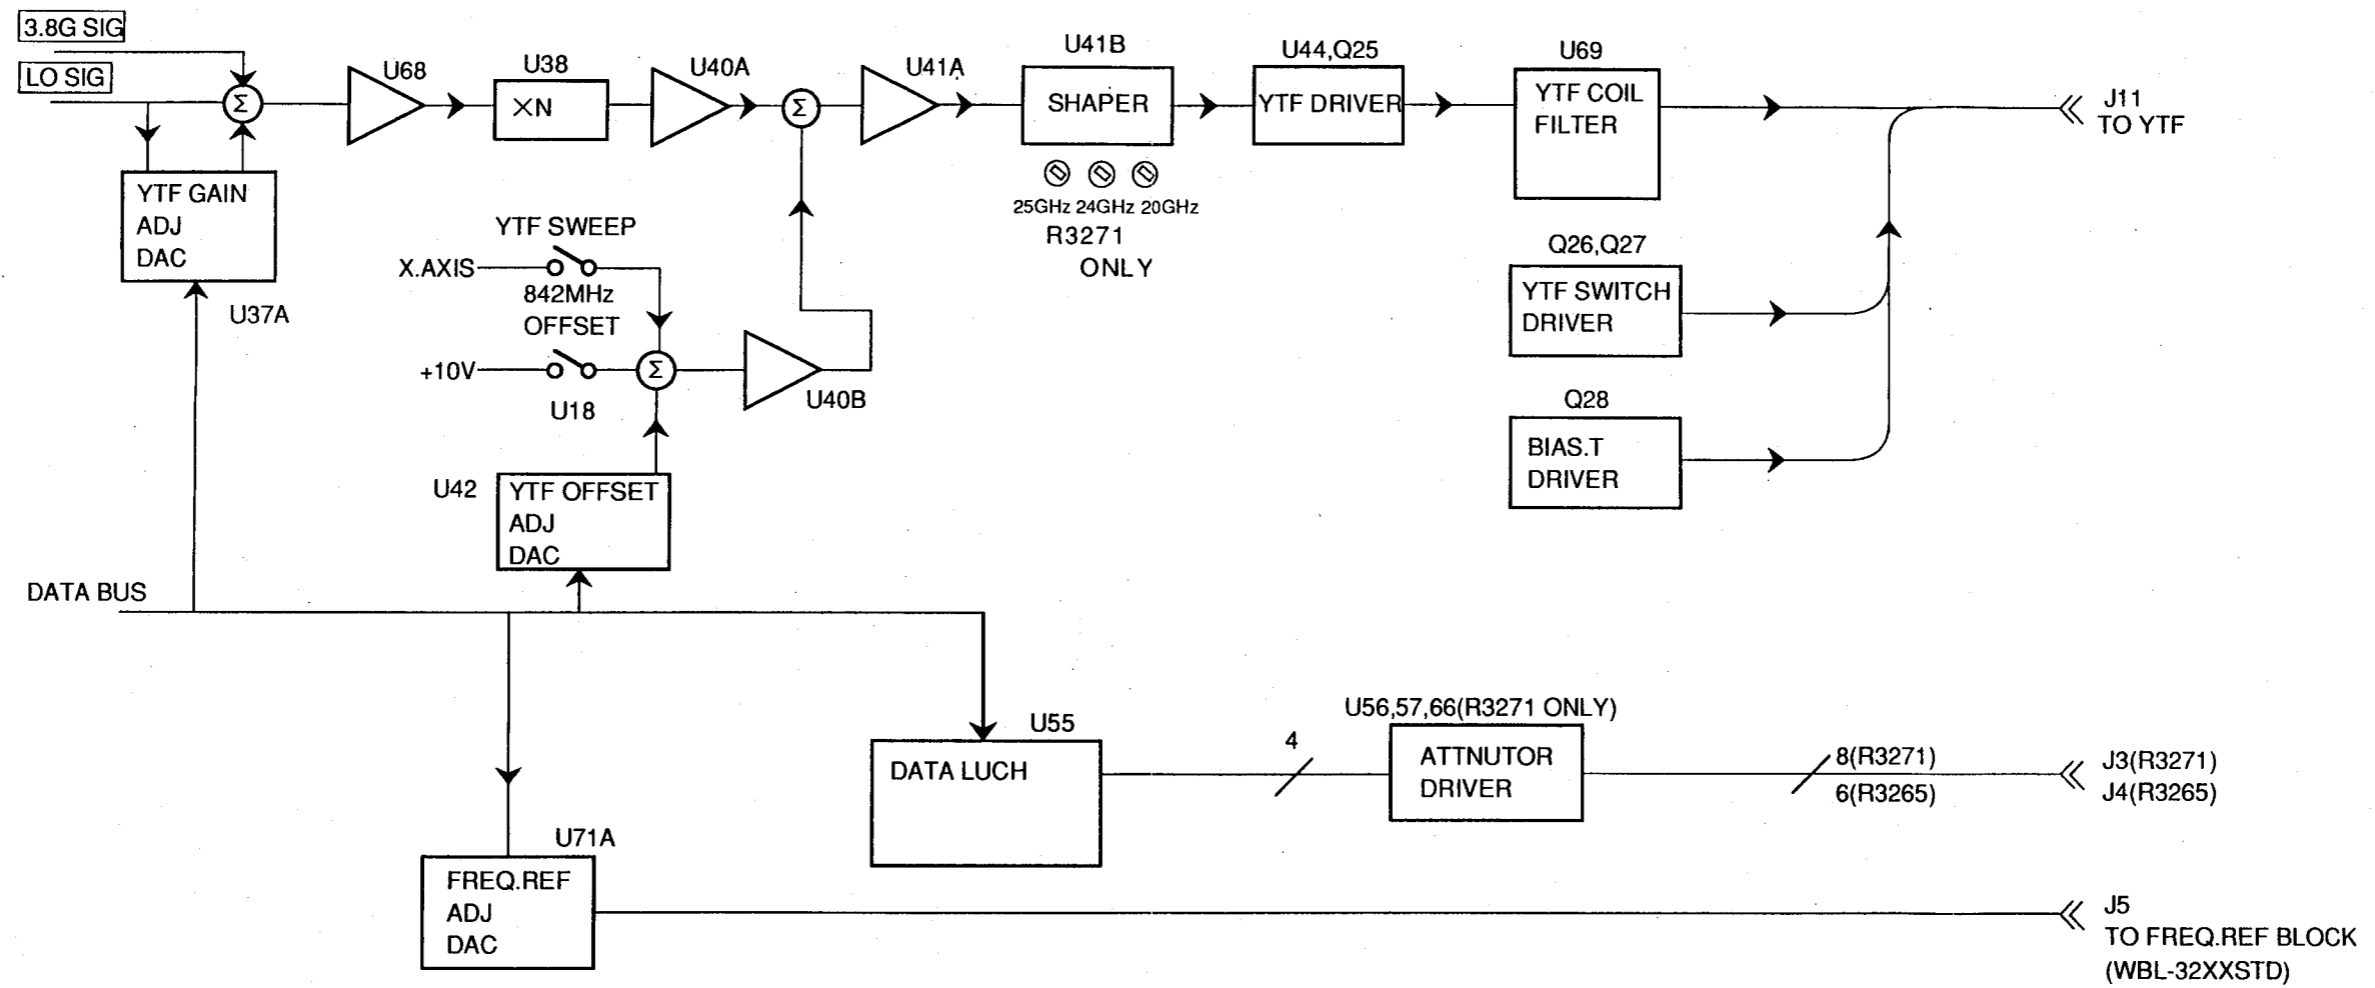 3.8G SIG
LO SIG
Σ
U68
U38
XN
U40A
Σ
U41A
U41B
SHAPER
25GHz 24GHz 20GHz
R3271
ONLY
U44,Q25
YTF DRIVER
U69
YTF COIL
FILTER
J11
TO YTF
YTF GAIN
ADJ
DAC
U37A
YTF SWEEP
X.AXIS
842MHz
OFFSET
+10V
Σ
U18
U40B
Q26,Q27
YTF SWITCH
DRIVER
Q28
BIAS.T
DRIVER
U42
YTF OFFSET
ADJ
DAC
DATA BUS
U55
DATA LUCH
4
U56,57,66(R3271 ONLY)
ATTNUTOR
DRIVER
8(R3271)
6(R3265)
J3(R3271)
J4(R3265)
U71A
FREQ.REF
ADJ
DAC
J5
TO FREQ.REF BLOCK
(WBL-32XXSTD)